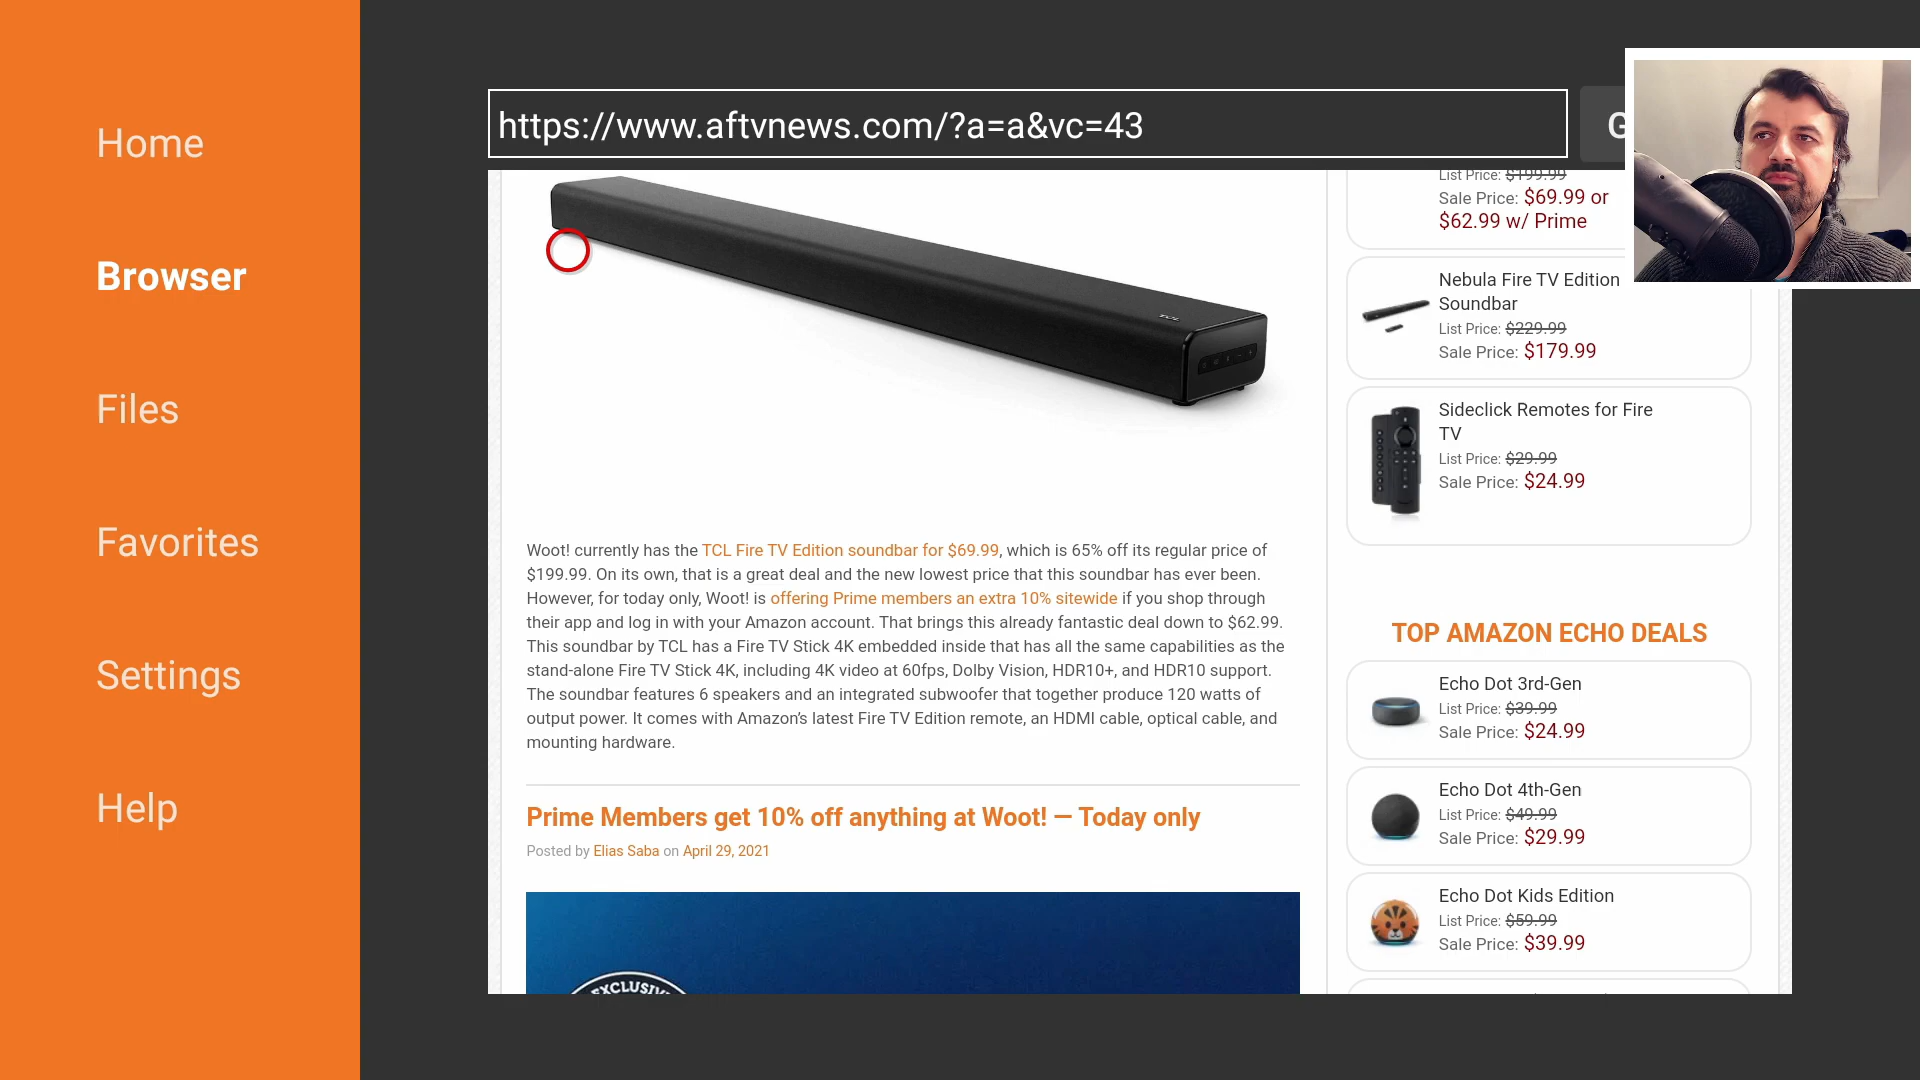 Home
Browser
Files
Favorites
Settings
Help
https://www.aftvnews.com/?a=a&vc=43
G
TCL
Woot! currently has the TCL Fire TV Edition soundbar for $69.99, which is 65% off its regular price of
$199.99. On its own, that is a great deal and the new lowest price that this soundbar has ever been.
However, for today only, Woot! is offering Prime members an extra 10% sitewide if you shop through
their app and log in with your Amazon account. That brings this already fantastic deal down to $62.99.
This soundbar by TCL has a Fire TV Stick 4K embedded inside that has all the same capabilities as the
stand-alone Fire TV Stick 4K, including 4K video at 60fps, Dolby Vision, HDR10+, and HDR10 support.
The soundbar features 6 speakers and an integrated subwoofer that together produce 120 watts of
output power. It comes with Amazon’s latest Fire TV Edition remote, an HDMI cable, optical cable, and
mounting hardware.
Prime Members get 10% off anything at Woot! — Today only
Posted by Elias Saba on April 29, 2021
EXCLUSIV
List Price: $199.99
Sale Price: $69.99 or
$62.99 w/ Prime
Nebula Fire TV Edition
Soundbar
List Price: $229.99
Sale Price: $179.99
Sideclick Remotes for Fire
TV
List Price: $29.99
Sale Price: $24.99
TOP AMAZON ECHO DEALS
Echo Dot 3rd-Gen
List Price: $39.99
Sale Price: $24.99
Echo Dot 4th-Gen
List Price: $49.99
Sale Price: $29.99
Echo Dot Kids Edition
List Price: $59.99
Sale Price: $39.99